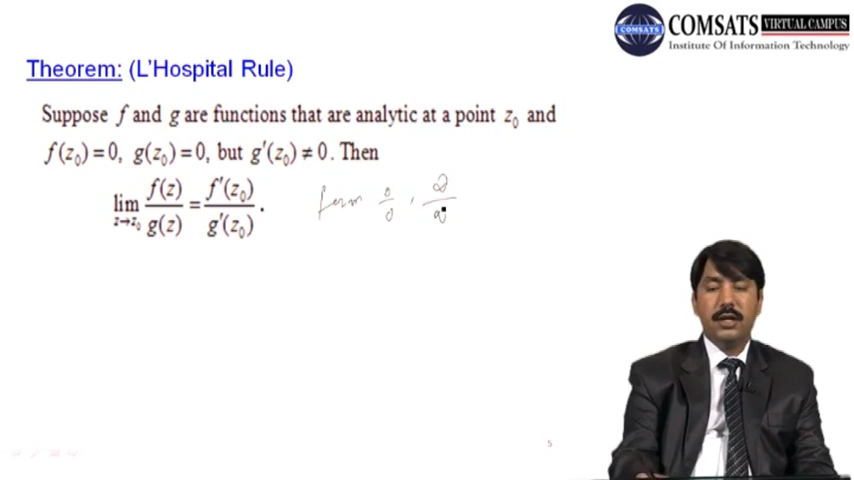 COMSATS VIRTUAL CAMPUS
COMSATS
Institute Of Information Technology
Theorem: (L'Hospital Rule)
Suppose f and g are functions that are analytic at a point z₀ and
f(z₀) = 0, g(z₀) = 0, but g′(z₀) ≠ 0. Then
lim z→z₀ f(z)/g(z) = f′(z₀)/g′(z₀). form 0/0, ∞/∞
5